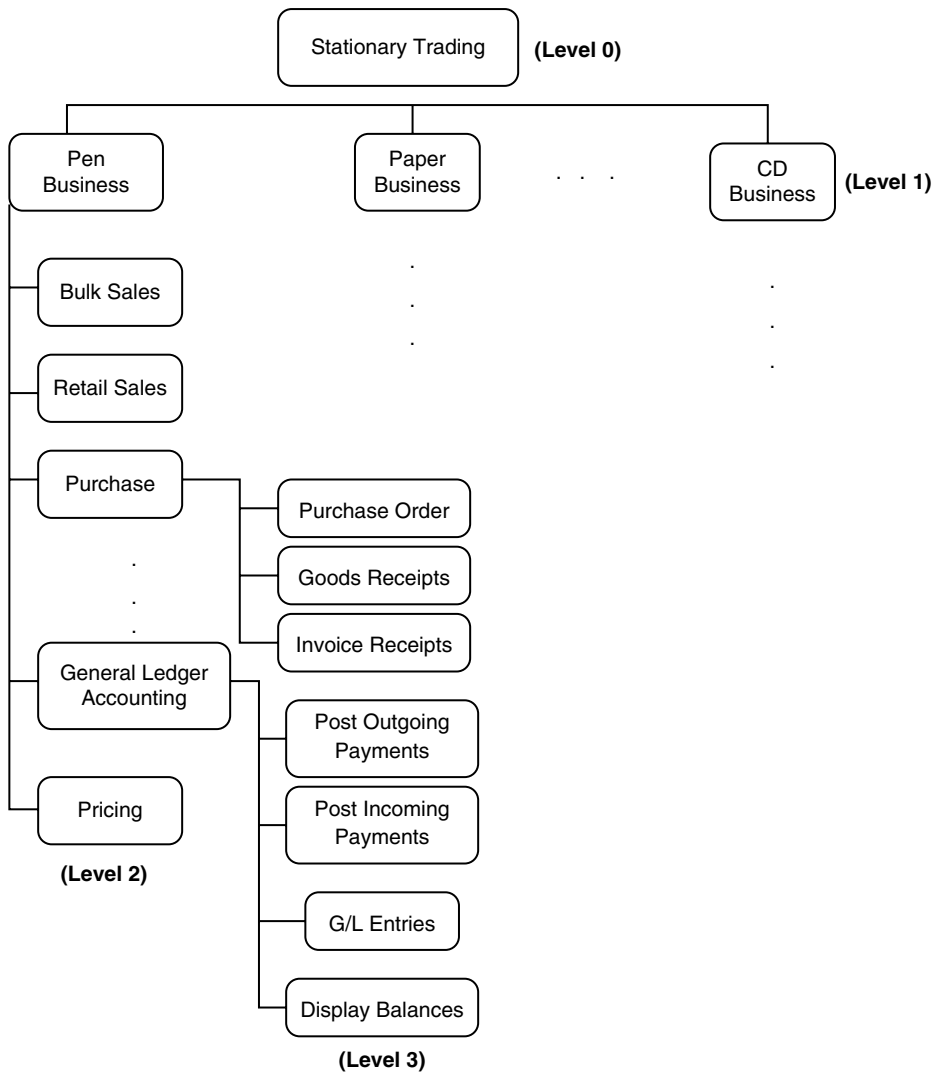 Stationary Trading
(Level 0)
Pen
Business
Paper
Business
. . .
CD
Business
(Level 1)
.
.
.
.
.
.
Bulk Sales
Retail Sales
Purchase
Purchase Order
Goods Receipts
Invoice Receipts
.
.
.
General Ledger
Accounting
Post Outgoing
Payments
Post Incoming
Payments
G/L Entries
Display Balances
(Level 3)
Pricing
(Level 2)